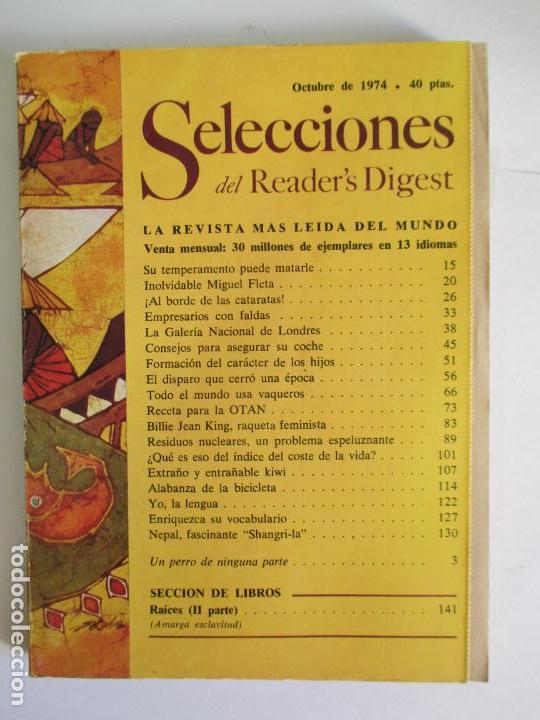 Octubre de 1974 • 40 ptas.
Selecciones
del Reader's Digest
LA REVISTA MAS LEIDA DEL MUNDO
Venta mensual: 30 millones de ejemplares en 13 idiomas
Su temperamento puede matarle . . . . . . . . . . . . 15
Inolvidable Miguel Fleta . . . . . . . . . . . . 20
¡Al borde de las cataratas! . . . . . . . . . . . . 26
Empresarios con faldas . . . . . . . . . . . . 33
La Galería Nacional de Londres . . . . . . . . . . . . 38
Consejos para asegurar su coche . . . . . . . . . . . . 45
Formación del carácter de los hijos . . . . . . . . . . . . 51
El disparo que cerró una época . . . . . . . . . . . . 56
Todo el mundo usa vaqueros . . . . . . . . . . . . 66
Receta para la OTAN . . . . . . . . . . . . 73
Billie Jean King, raqueta feminista . . . . . . . . . . . . 83
Residuos nucleares, un problema espeluznante . . . . 89
¿Qué es eso del índice del coste de la vida? . . . . . . 101
Extraño y entrañable kiwi . . . . . . . . . . . . 107
Alabanza de la bicicleta . . . . . . . . . . . . 114
Yo, la lengua . . . . . . . . . . . . 122
Enriquezca su vocabulario . . . . . . . . . . . . 127
Nepal, fascinante "Shangri-la" . . . . . . . . . . . . 130
Un perro de ninguna parte . . . . . . . . . . . . 3
SECCION DE LIBROS
Raíces (II parte) . . . . . . . . . . . . 141
(Amarga esclavitud)
todocoleccion.net